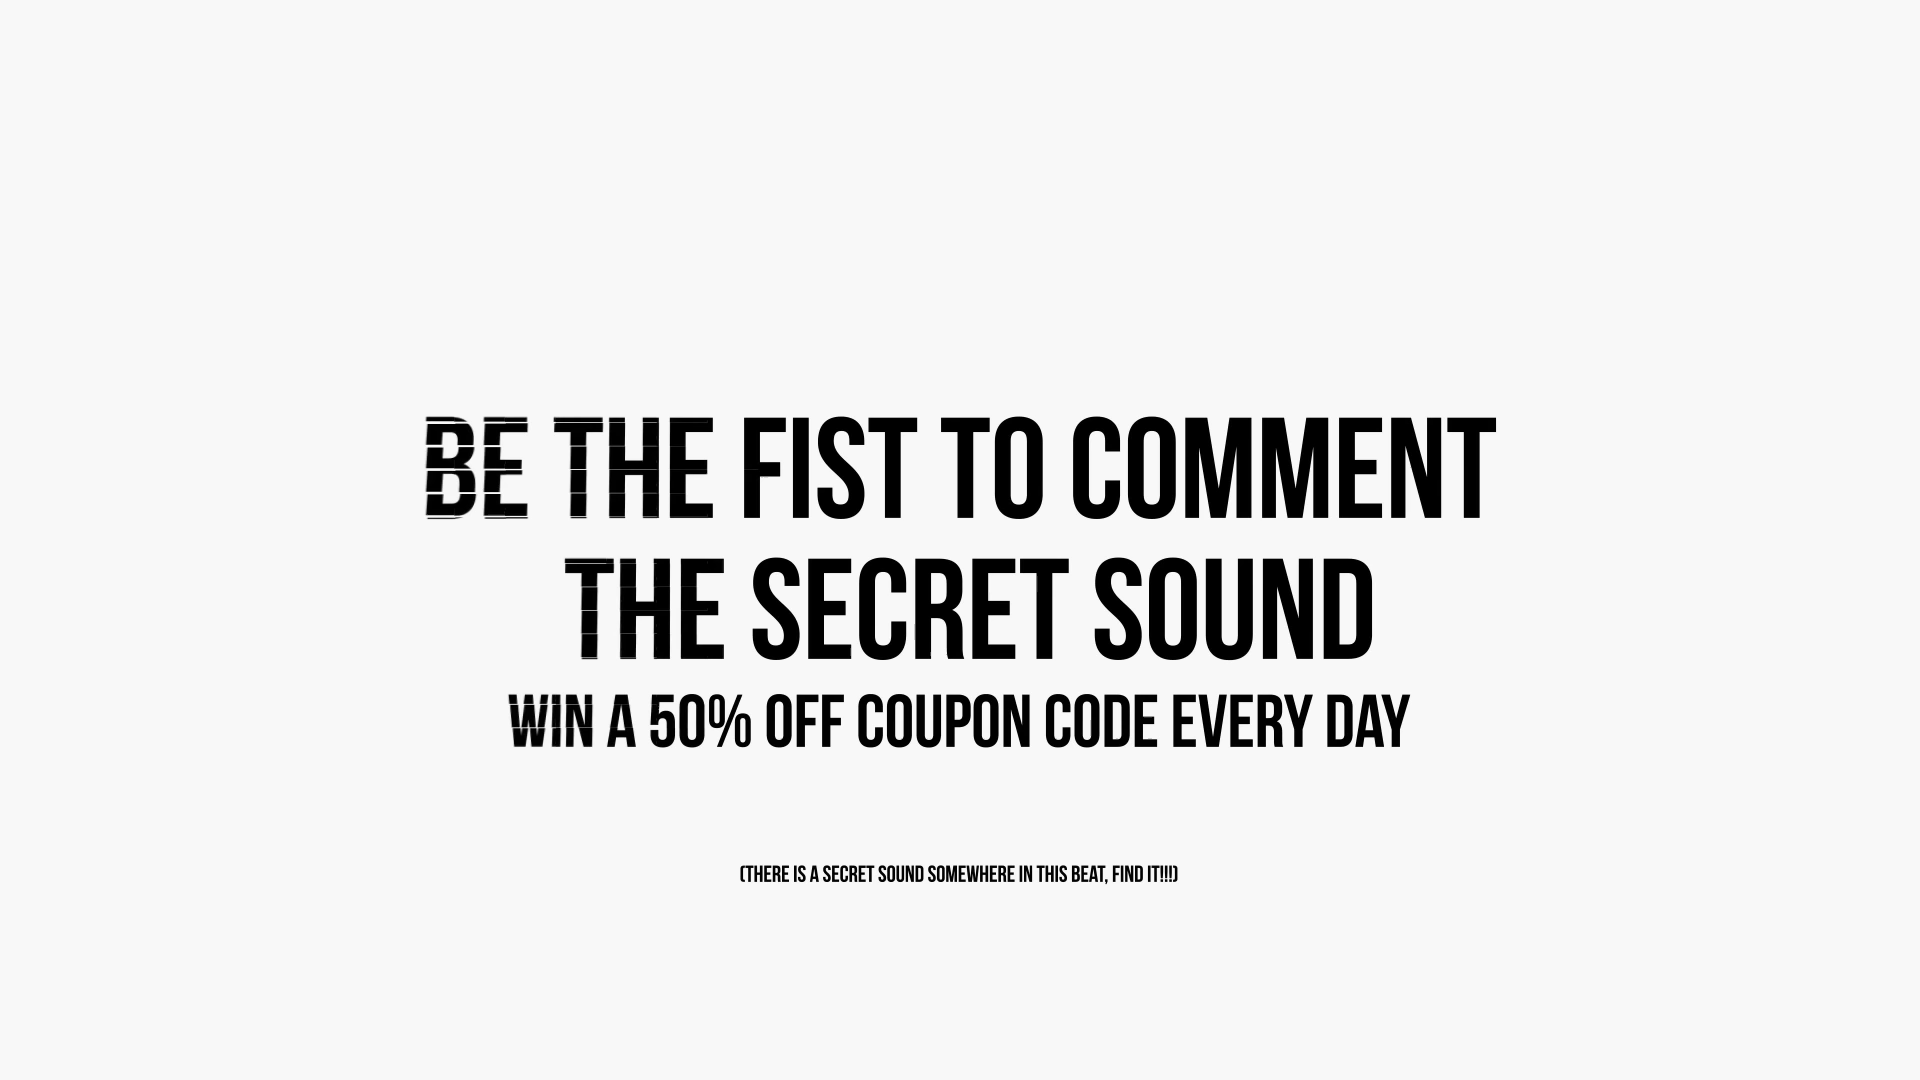 BE THE FIST TO COMMENT
THE SECRET SOUND
WIN A 50% OFF COUPON CODE EVERY DAY
(THERE IS A SECRET SOUND SOMEWHERE IN THIS BEAT, FIND IT!!!)